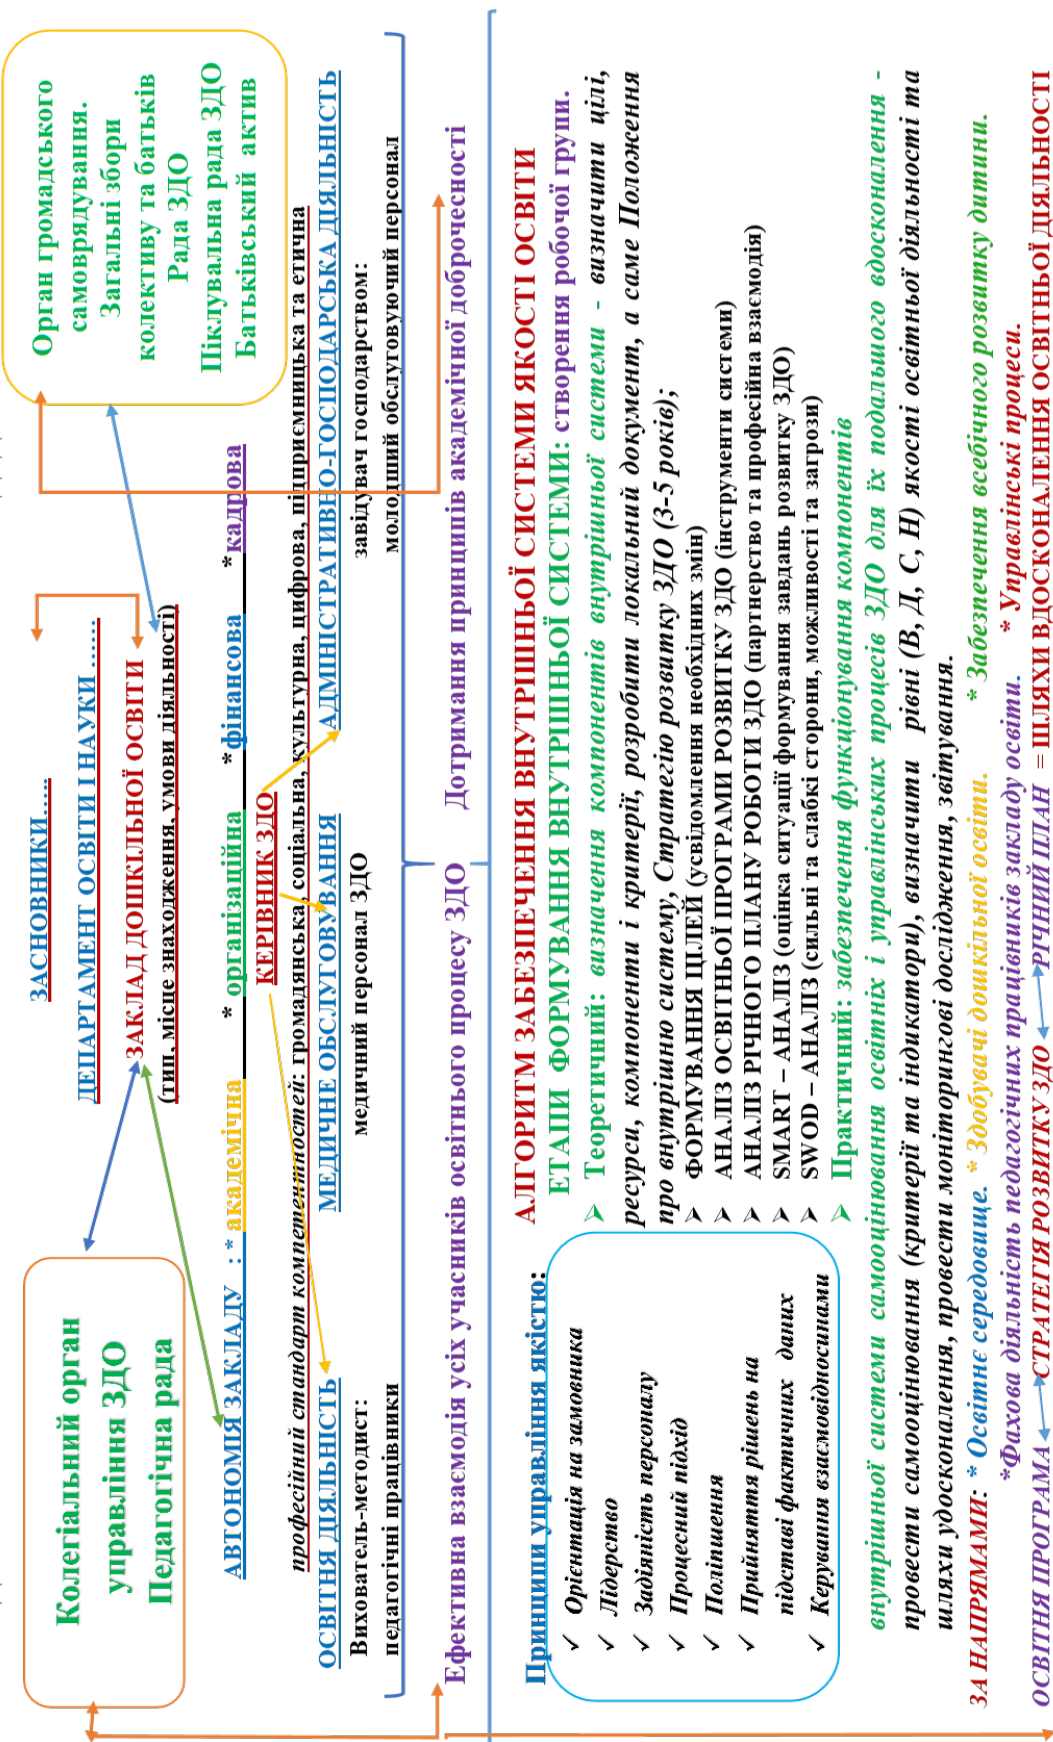 ЗАСНОВНИКИ.....
ДЕПАРТАМЕНТ ОСВІТИ І НАУКИ .......
Колегіальний орган
управління ЗДО
Педагогічна рада
ЗАКЛАД ДОШКІЛЬНОЇ ОСВІТИ
(тип, місце знаходження, умови діяльності)
Орган громадського
самоврядування.
Загальні збори
колективу та батьків
Рада ЗДО
Піклувальна рада ЗДО
Батьківський актив
АВТОНОМІЯ ЗАКЛАДУ : * академічна * організаційна *фінансова *кадрова
КЕРІВНИК ЗДО
професійний стандарт компетентностей: громадянська, соціальна, культурна, цифрова, підприємницька та етична
ОСВІТНЯ ДІЯЛЬНІСТЬ МЕДИЧНЕ ОБСЛУГОВУВАННЯ АДМІНІСТРАТИВНО-ГОСПОДАРСЬКА ДІЯЛЬНІСТЬ
Вихователь-методист: медичний персонал ЗДО завідувач господарством:
педагогічні працівники молодший обслуговуючий персонал
Ефективна взаємодія усіх учасників освітнього процесу ЗДО Дотримання принципів академічної доброчесності
Принципи управління якістю:
✓ Орієнтація на замовника
✓ Лідерство
✓ Задіяність персоналу
✓ Процесний підхід
✓ Поліпшення
✓ Прийняття рішень на
підставі фактичних даних
✓ Керування взаємовідносинами
АЛГОРИТМ ЗАБЕЗПЕЧЕННЯ ВНУТРІШНЬОЇ СИСТЕМИ ЯКОСТІ ОСВІТИ
ЕТАПИ ФОРМУВАННЯ ВНУТРІШНЬОЇ СИСТЕМИ: створення робочої групи.
➢ Теоретичний: визначення компонентів внутрішньої системи - визначити цілі,
ресурси, компоненти і критерії, розробити локальний документ, а саме Положення
про внутрішню систему, Стратегію розвитку ЗДО (3-5 років);
➢ ФОРМУВАННЯ ЦІЛЕЙ (усвідомлення необхідних змін)
➢ АНАЛІЗ ОСВІТНЬОЇ ПРОГРАМИ РОЗВИТКУ ЗДО (інструменти системи)
➢ АНАЛІЗ РІЧНОГО ПЛАНУ РОБОТИ ЗДО (партнерство та професійна взаємодія)
➢ SMART – АНАЛІЗ (оцінка ситуації формування завдань розвитку ЗДО)
➢ SWOD – АНАЛІЗ (сильні та слабкі сторони, можливості та загрози)
➢ Практичний: забезпечення функціонування компонентів
внутрішньої системи самооцінювання освітніх і управлінських процесів ЗДО для їх подальшого вдосконалення -
провести самооцінювання (критерії та індикатори), визначити рівні (В, Д, С, Н) якості освітньої діяльності та
шляхи удосконалення, провести моніторингові дослідження, звітування.
ЗА НАПРЯМАМИ: * Освітнє середовище. * Здобувачі дошкільної освіти. * Забезпечення всебічного розвитку дитини.
*Фахова діяльність педагогічних працівників закладу освіти. * Управлінські процеси.
ОСВІТНЯ ПРОГРАМА СТРАТЕГІЯ РОЗВИТКУ ЗДО РІЧНИЙ ПЛАН = ШЛЯХИ ВДОСКОНАЛЕННЯ ОСВІТНЬОЇ ДІЯЛЬНОСТІ